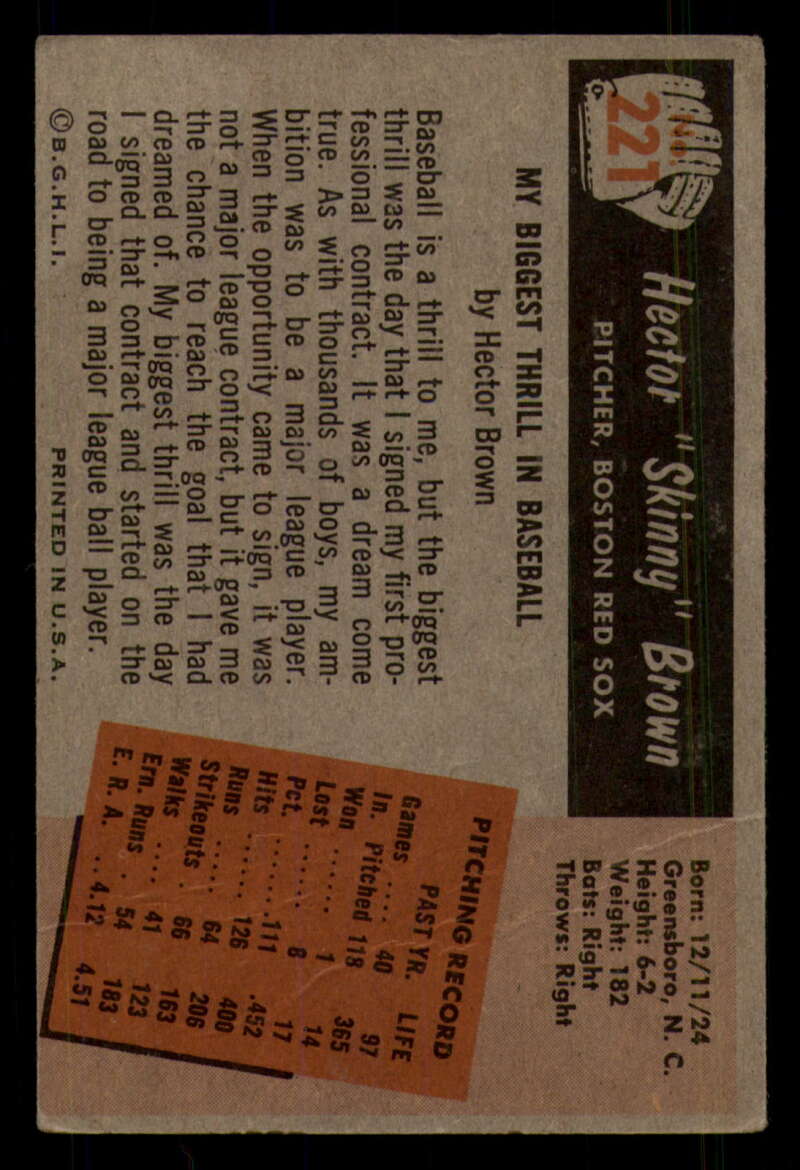 No.
221
Hector "Skinny" Brown
PITCHER, BOSTON RED SOX
Born: 12/11/24
Greensboro, N. C.
Height: 6-2
Weight: 182
Bats: Right
Throws: Right
MY BIGGEST THRILL IN BASEBALL
by Hector Brown
Baseball is a thrill to me, but the biggest
thrill was the day that I signed my first pro-
fessional contract. It was a dream come
true. As with thousands of boys, my am-
bition was to be a major league player.
When the opportunity came to sign, it was
not a major league contract, but it gave me
the chance to reach the goal that I had
dreamed of. My biggest thrill was the day
I signed that contract and started on the
road to being a major league ball player.
©B.G.H.L.I. PRINTED IN U.S.A.
PITCHING RECORD
PAST YR. LIFE
Games .... 40 97
In. Pitched 118 365
Won ...... 1 14
Lost ...... 8 17
Pct. .......111 .452
Hits ...... 126 400
Runs ..... 64 206
Strikeouts . 66 163
Walks .... 41 123
Ern. Runs . 54 183
E. R. A. ...4.12 4.51